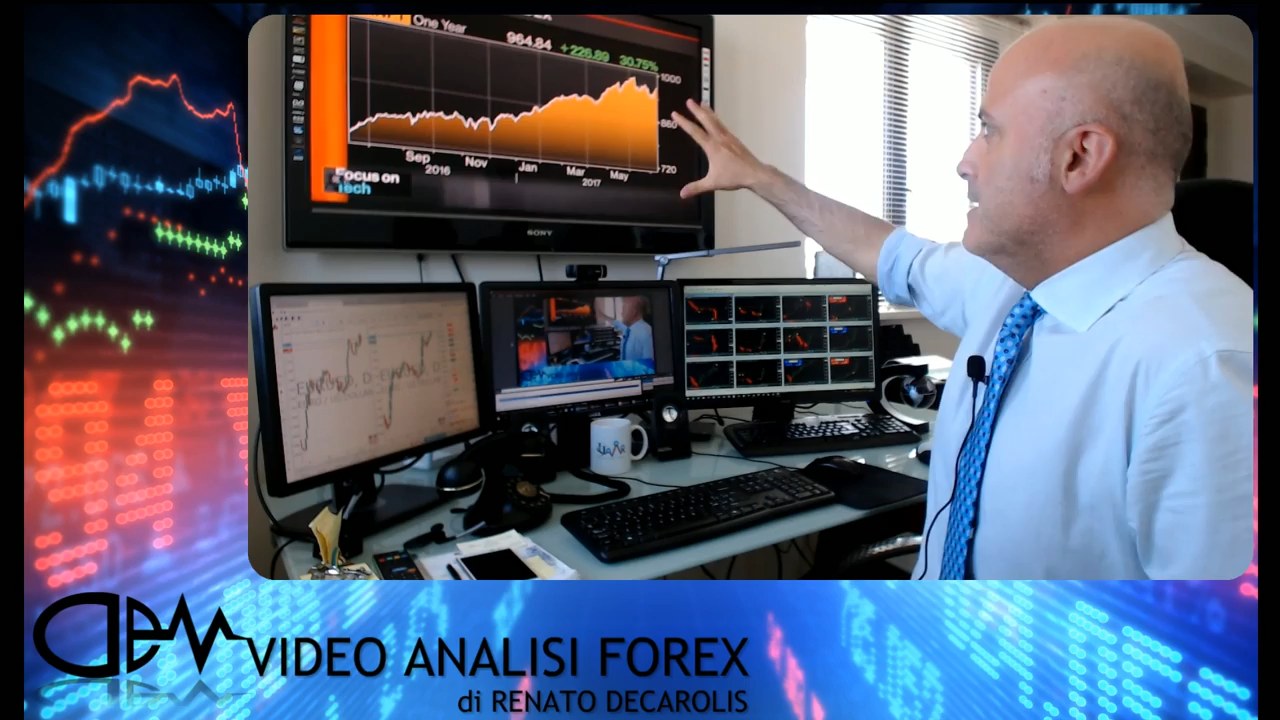 One Year
964.84 +226.89 30.75%
1000
860
720
Sep Nov Jan Mar May
2016 2017
Focus on
Tech
SONY
VIDEO ANALISI FOREX
di RENATO DECAROLIS